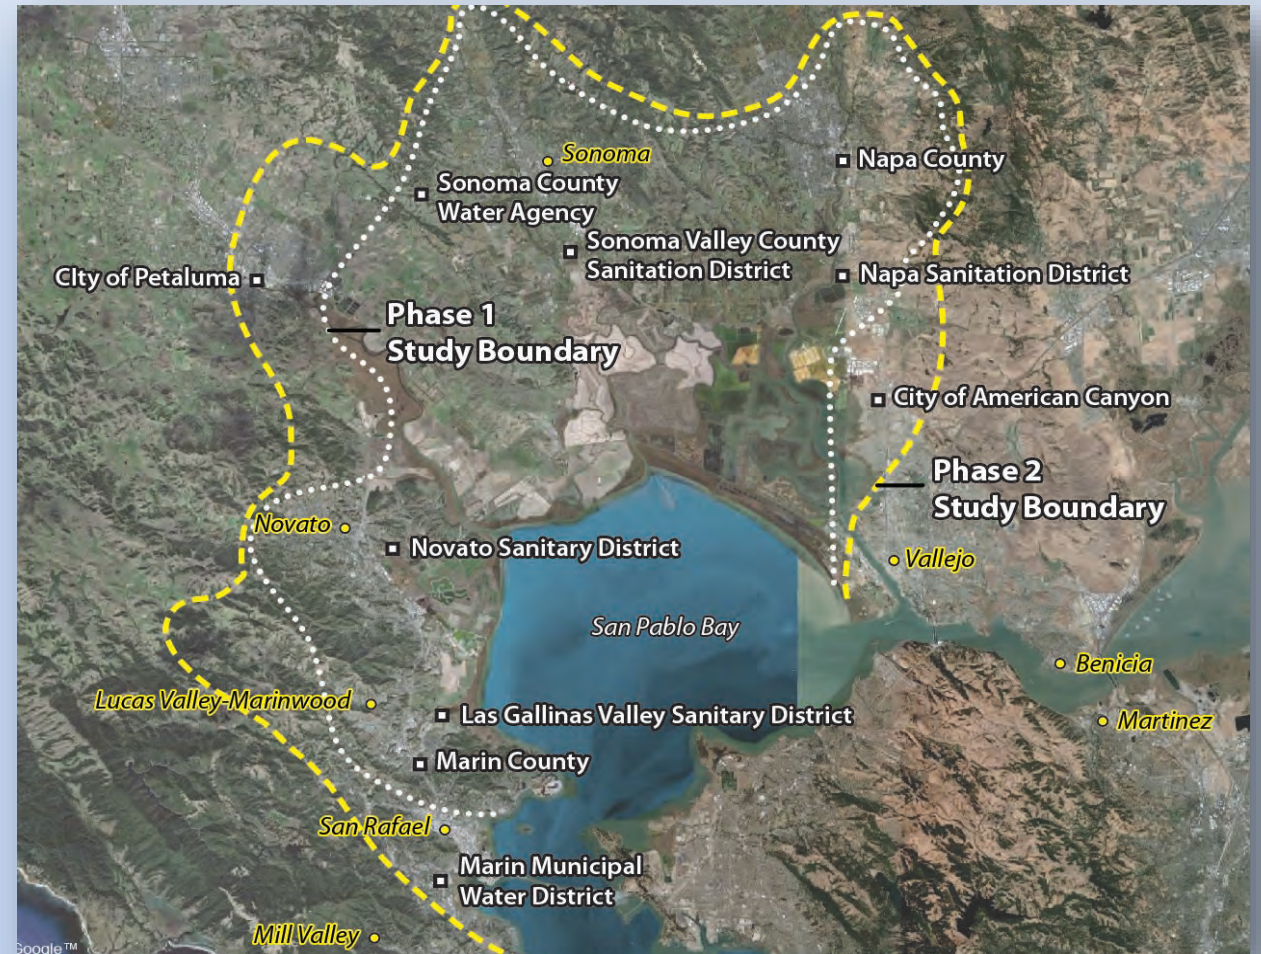 Sonoma
Napa County
Sonoma County
Water Agency
Sonoma Valley County
Sanitation District
CIty of Petaluma
Napa Sanitation District
Phase 1
Study Boundary
City of American Canyon
Phase 2
Study Boundary
Novato
Novato Sanitary District
Vallejo
San Pablo Bay
Benicia
Lucas Valley-Marinwood
Las Gallinas Valley Sanitary District
Martinez
Marin County
San Rafael
Marin Municipal
Water District
Mill Valley
Google™